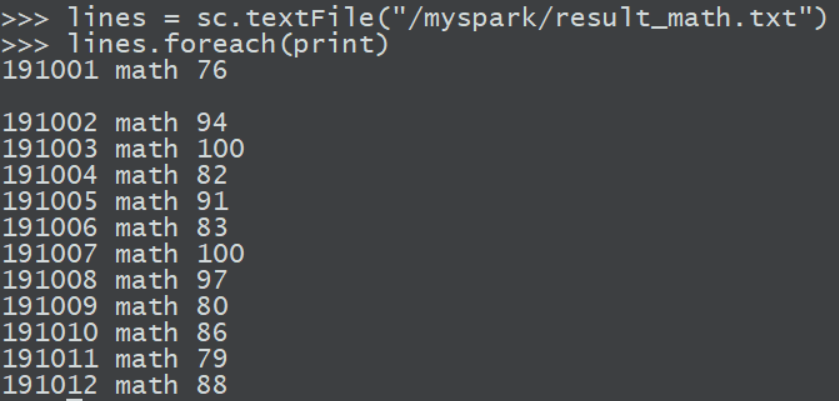 >>> lines = sc.textFile("/myspark/result_math.txt")
>>> lines.foreach(print)
191001 math 76
191002 math 94
191003 math 100
191004 math 82
191005 math 91
191006 math 83
191007 math 100
191008 math 97
191009 math 80
191010 math 86
191011 math 79
191012 math 88